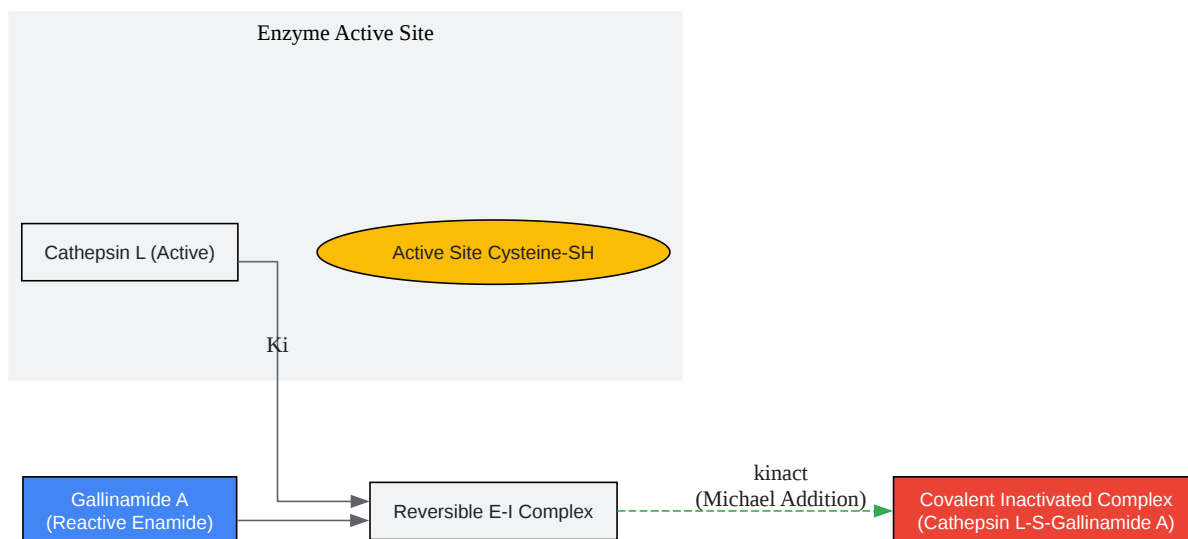 Enzyme Active Site
Cathepsin L (Active)
Active Site Cysteine-SH
Ki
Gallinamide A
(Reactive Enamide)
Reversible E-I Complex
kinact
(Michael Addition)
Covalent Inactivated Complex
(Cathepsin L-S-Gallinamide A)